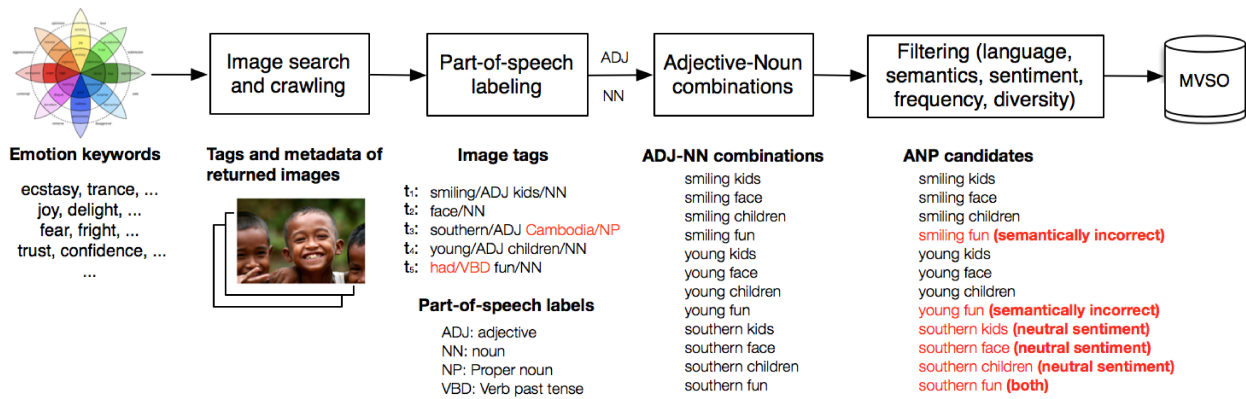 Image search
and crawling
Part-of-speech
labeling
ADJ
NN
Adjective-Noun
combinations
Filtering (language,
semantics, sentiment,
frequency, diversity)
MVSO
Emotion keywords
ecstasy, trance, ...
joy, delight, ...
fear, fright, ...
trust, confidence, ...
...
Tags and metadata of
returned images
Image tags
t₁: smiling/ADJ kids/NN
t₂: face/NN
t₃: southern/ADJ Cambodia/NP
t₄: young/ADJ children/NN
t₅: had/VBD fun/NN
Part-of-speech labels
ADJ: adjective
NN: noun
NP: Proper noun
VBD: Verb past tense
ADJ-NN combinations
smiling kids
smiling face
smiling children
smiling fun
young kids
young face
young children
young fun
southern kids
southern face
southern children
southern fun
ANP candidates
smiling kids
smiling face
smiling children
smiling fun (semantically incorrect)
young kids
young face
young children
young fun (semantically incorrect)
southern kids (neutral sentiment)
southern face (neutral sentiment)
southern children (neutral sentiment)
southern fun (both)